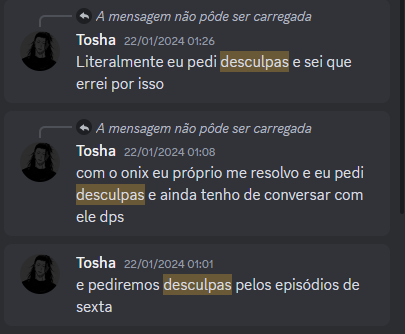 A mensagem não pôde ser carregada
Tosha 22/01/2024 01:26
Literalmente eu pedi desculpas e sei que
errei por isso
A mensagem não pôde ser carregada
Tosha 22/01/2024 01:08
com o onix eu próprio me resolvo e eu pedi
desculpas e ainda tenho de conversar com
ele dps
Tosha 22/01/2024 01:01
e pediremos desculpas pelos episódios de
sexta